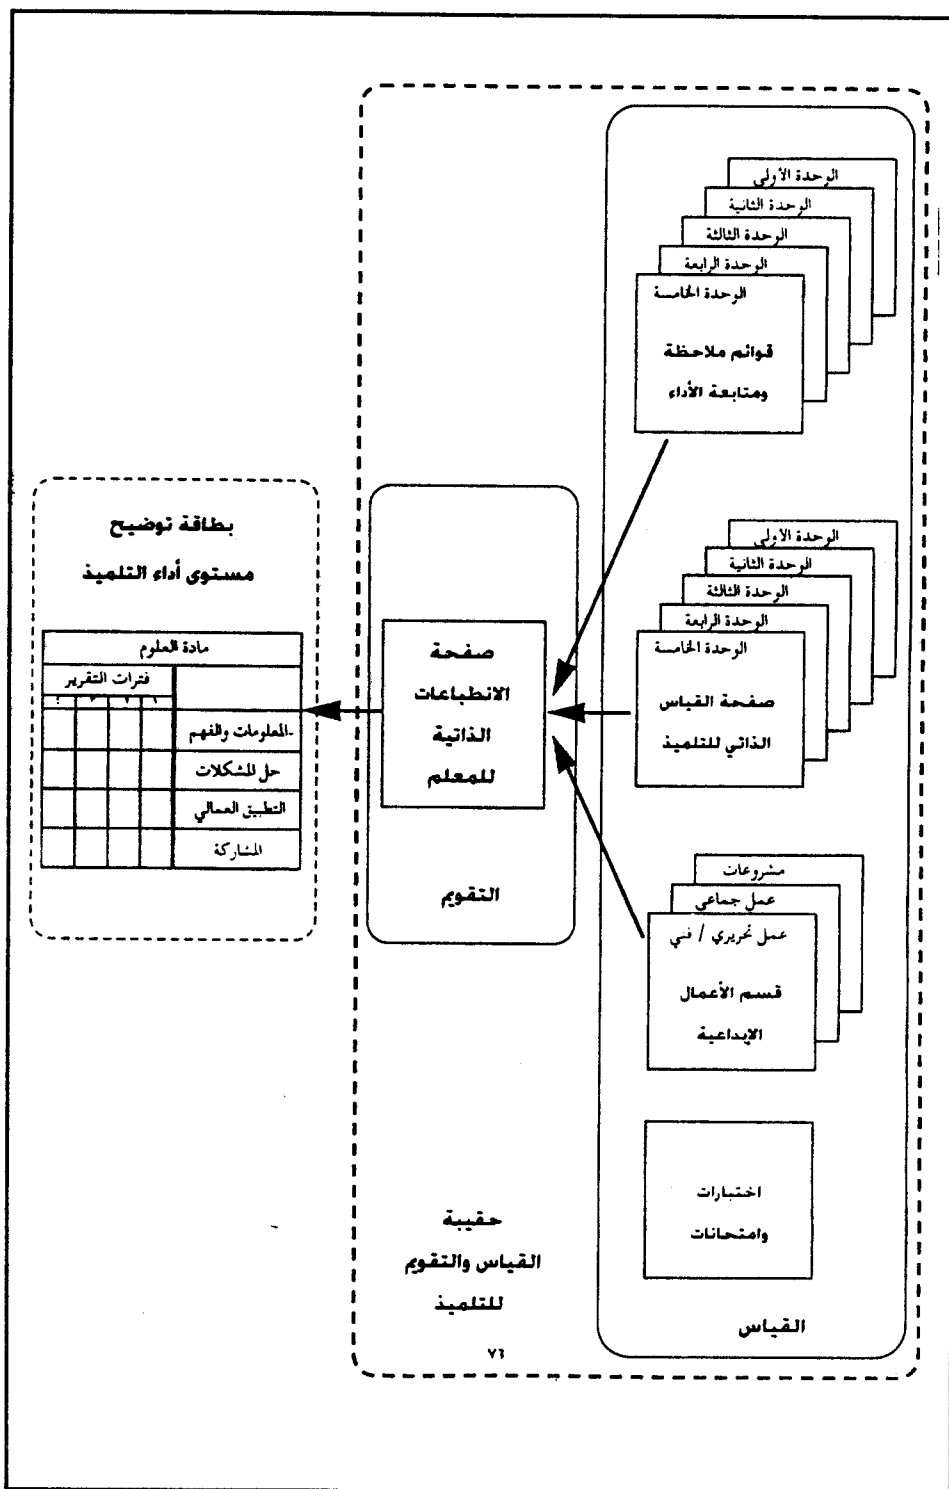 الوحدة الأولى
الوحدة الثانية
الوحدة الثالثة
الوحدة الرابعة
الوحدة الخامسة
قوائم ملاحظة
ومتابعة الأداء
الوحدة الأولى
الوحدة الثانية
الوحدة الثالثة
الوحدة الرابعة
الوحدة الخامسة
صفحة القياس
الذاتي للتلميذ
مشروعات
عمل جماعي
عمل تحريري / فني
قسم الأعمال
الإبداعية
اختبارات
وامتحانات
القياس
صفحة
الانطباعات
الذاتية
للمعلم
التقويم
حقيبة
القياس والتقويم
للتلميذ
٧٦
بطاقة توضيح
مستوى أداء التلميذ
مادة العلوم
فترات التقرير
المعلومات والفهم
حل المشكلات
التطبيق العمالي
المشاركة